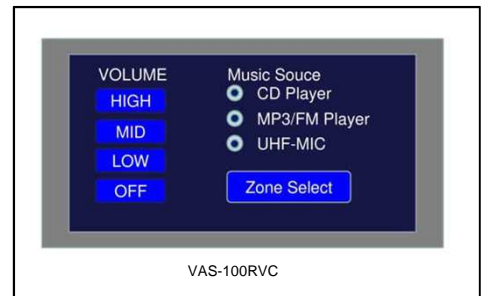 VOLUME
HIGH
MID
LOW
OFF
Music Souce
CD Player
MP3/FM Player
UHF-MIC
Zone Select
VAS-100RVC